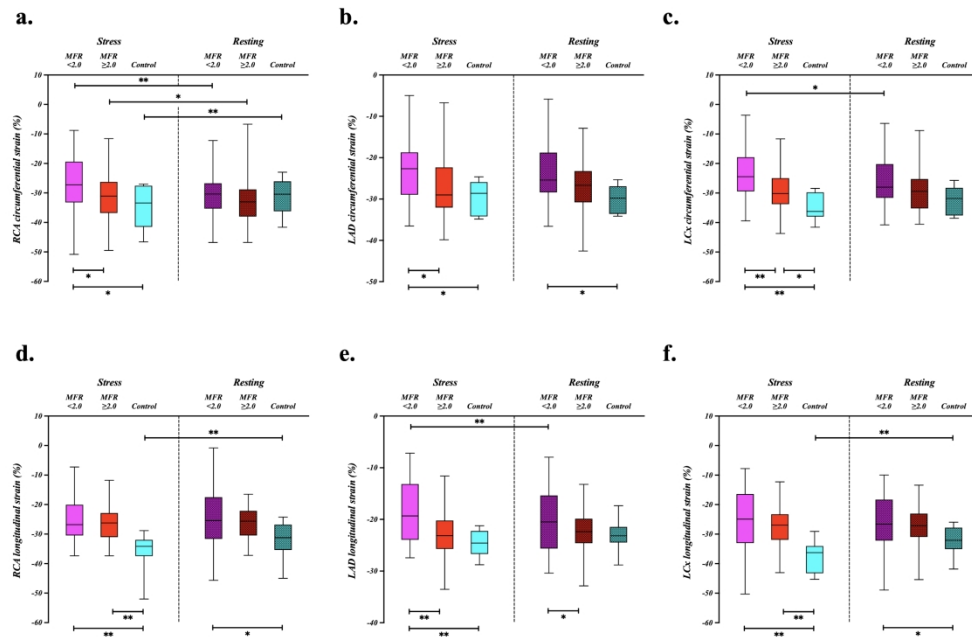 a.
Stress Resting
MFR MFR MFR MFR
<2.0 ≥2.0 Control <2.0 ≥2.0 Control
RCA circumferential strain (%)
10
0
-20
-30
-40
-50
-60
** 
*
**
*
*
b.
Stress Resting
MFR MFR MFR MFR
<2.0 ≥2.0 Control <2.0 ≥2.0 Control
LAD circumferential strain (%)
0
-20
-30
-40
-50
*
*
*
c.
Stress Resting
MFR MFR MFR MFR
<2.0 ≥2.0 Control <2.0 ≥2.0 Control
LCx circumferential strain (%)
10
0
-20
-30
-40
-50
-60
*
** *
**
d.
Stress Resting
MFR MFR MFR MFR
<2.0 ≥2.0 Control <2.0 ≥2.0 Control
RCA longitudinal strain (%)
10
0
-20
-30
-40
-50
-60
**
**
** *
e.
Stress Resting
MFR MFR MFR MFR
<2.0 ≥2.0 Control <2.0 ≥2.0 Control
LAD longitudinal strain (%)
0
-10
-20
-30
-40
**
** *
**
f.
Stress Resting
MFR MFR MFR MFR
<2.0 ≥2.0 Control <2.0 ≥2.0 Control
LCx longitudinal strain (%)
10
0
-20
-30
-40
-50
-60
**
**
** *